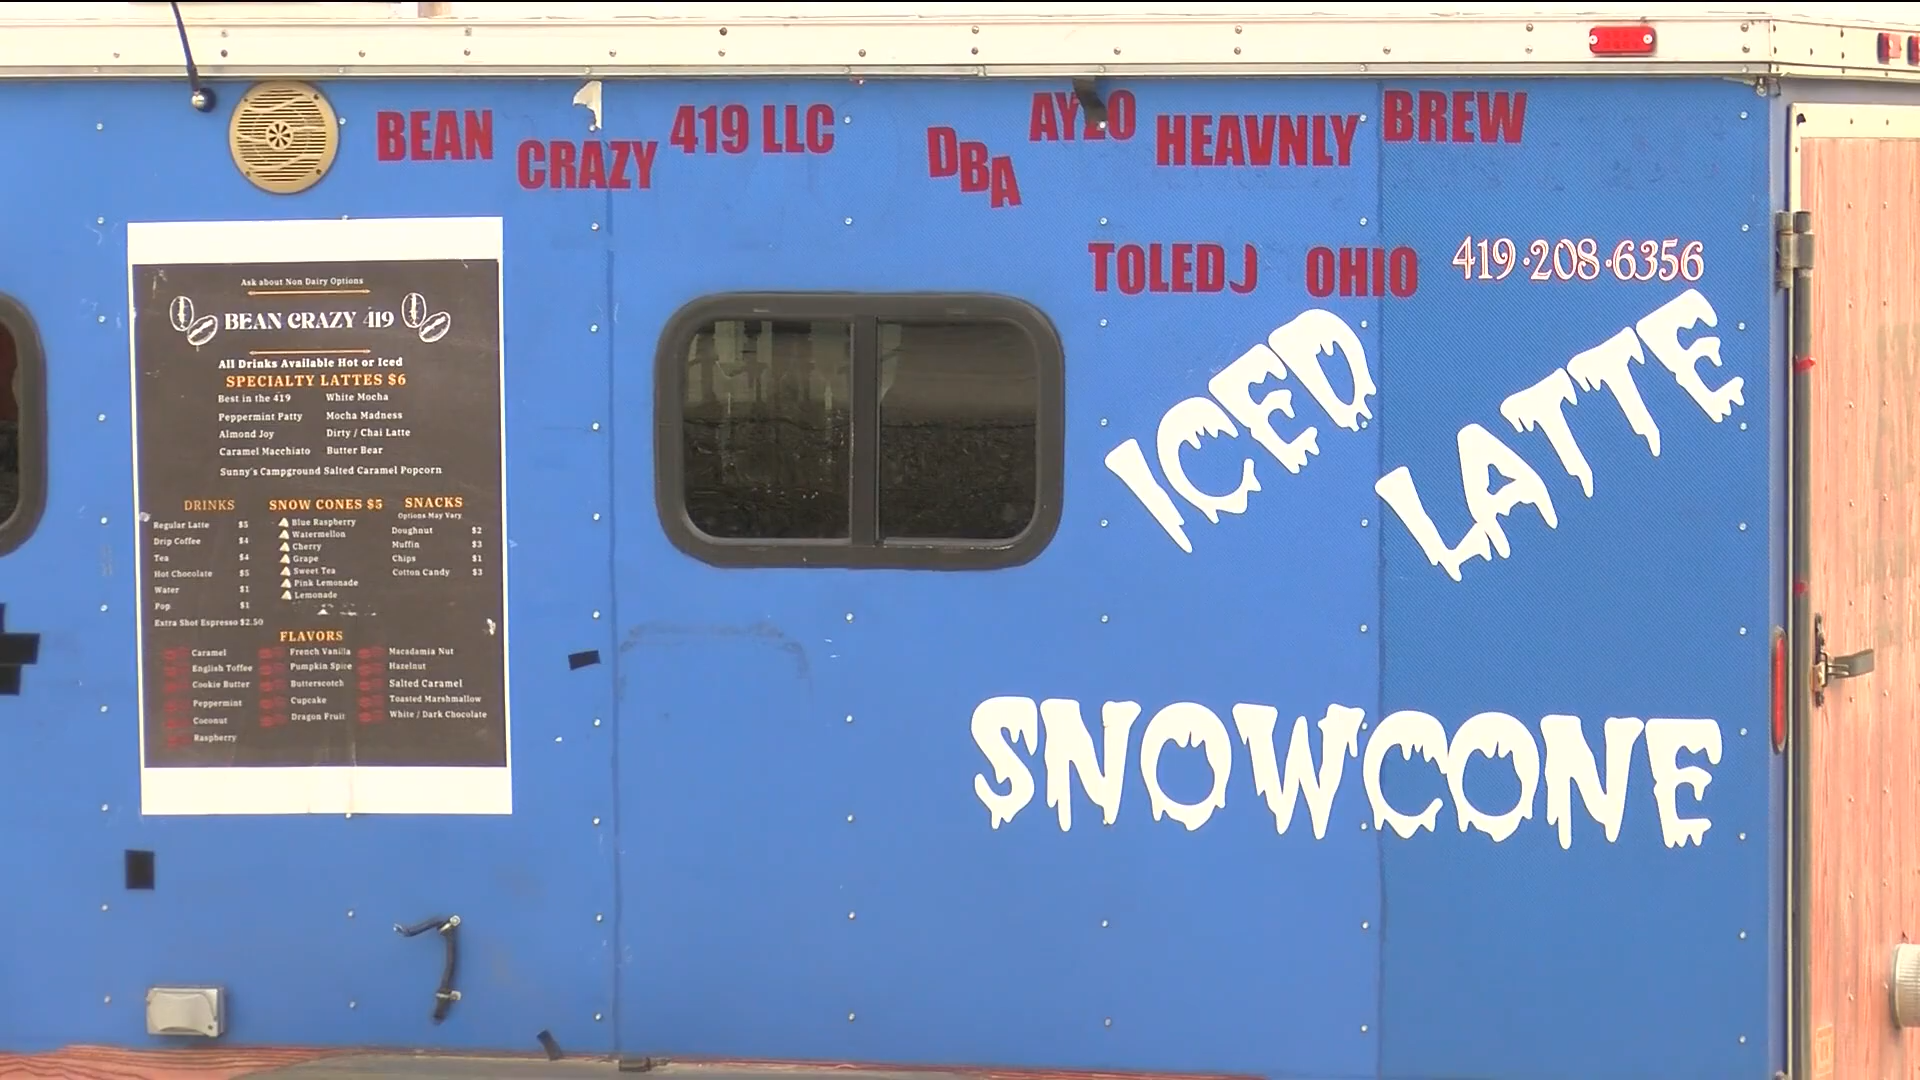 BEAN CRAZY 419 LLC DBA AYZO HEAVNLY BREW
TOLEDJ OHIO 419·208·6356
ICED LATTE
SNOWCONE
Ask about Non Dairy Options
BEAN CRAZY 419
All Drinks Available Hot or Iced
SPECIALTY LATTES $6
Best in the 419 White Mocha
Peppermint Patty Mocha Madness
Almond Joy Dirty / Chai Latte
Caramel Macchiato Butter Bear
Sunny's Campground Salted Caramel Popcorn
DRINKS
Regular Latte $5
Drip Coffee $4
Tea $4
Hot Chocolate $5
Water $1
Pop $1
Extra Shot Espresso $2.50
SNOW CONES $5
Blue Raspberry
Watermellon
Cherry
Grape
Sweet Tea
Pink Lemonade
Lemonade
SNACKS
Options May Vary
Doughnut $2
Muffin $3
Chips $1
Cotton Candy $3
FLAVORS
Caramel French Vanilla Macadamia Nut
English Toffee Pumpkin Spice Hazelnut
Cookie Butter Butterscotch Salted Caramel
Peppermint Cupcake Toasted Marshmallow
Coconut Dragon Fruit White / Dark Chocolate
Raspberry